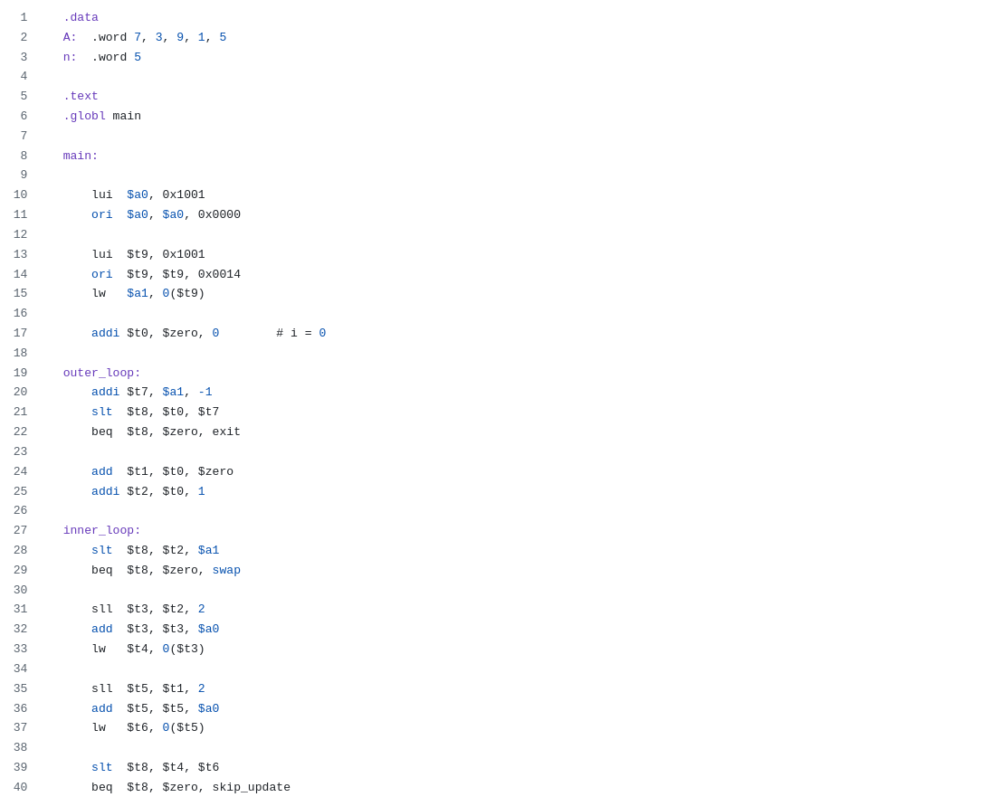 1 .data
2 A:  .word 7, 3, 9, 1, 5
3 n:  .word 5
4
5 .text
6 .globl main
7
8 main:
9
10     lui  $a0, 0x1001
11     ori  $a0, $a0, 0x0000
12
13     lui  $t9, 0x1001
14     ori  $t9, $t9, 0x0014
15     lw   $a1, 0($t9)
16
17     addi $t0, $zero, 0        # i = 0
18
19 outer_loop:
20     addi $t7, $a1, -1
21     slt  $t8, $t0, $t7
22     beq  $t8, $zero, exit
23
24     add  $t1, $t0, $zero
25     addi $t2, $t0, 1
26
27 inner_loop:
28     slt  $t8, $t2, $a1
29     beq  $t8, $zero, swap
30
31     sll  $t3, $t2, 2
32     add  $t3, $t3, $a0
33     lw   $t4, 0($t3)
34
35     sll  $t5, $t1, 2
36     add  $t5, $t5, $a0
37     lw   $t6, 0($t5)
38
39     slt  $t8, $t4, $t6
40     beq  $t8, $zero, skip_update